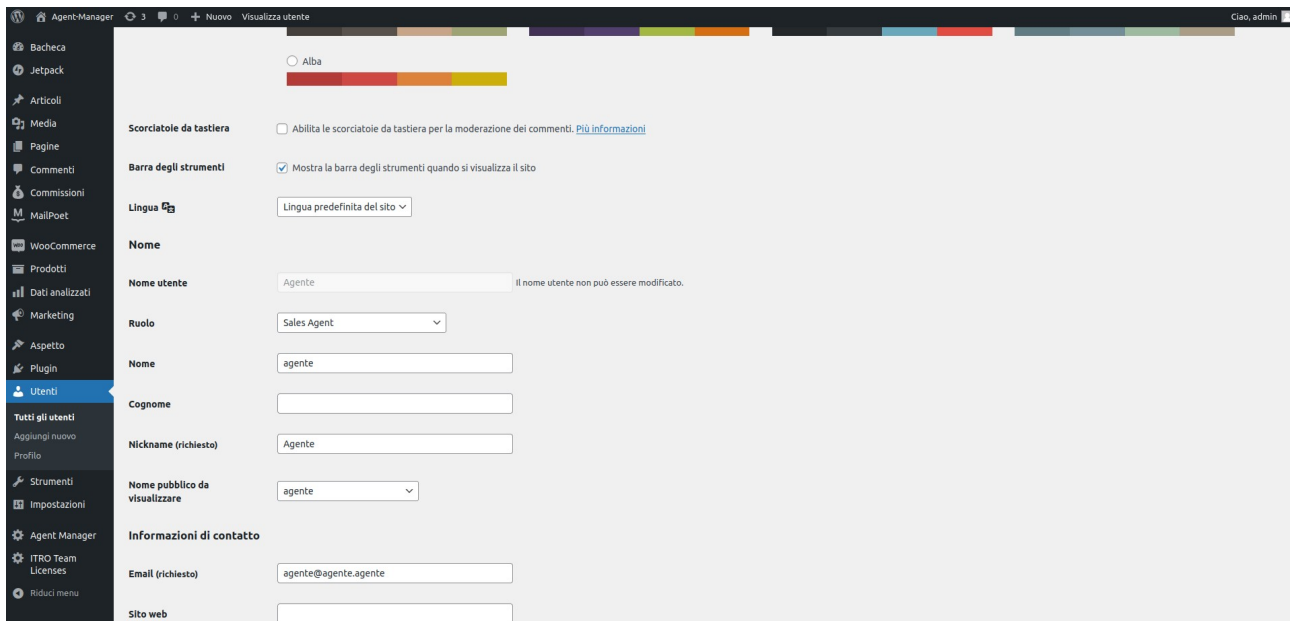 Agent-Manager 3 0 Nuovo Visualizza utente Ciao, admin
Bacheca
Jetpack
Articoli
Media
Pagine
Commenti
Commissioni
MailPoet
WooCommerce
Prodotti
Dati analizzati
Marketing
Aspetto
Plugin
Utenti
Tutti gli utenti
Aggiungi nuovo
Profilo
Strumenti
Impostazioni
Agent Manager
ITRO Team
Licenses
Riduci menu
Alba
Scorciatoie da tastiera Abilita le scorciatoie da tastiera per la moderazione dei commenti. Più informazioni
Barra degli strumenti Mostra la barra degli strumenti quando si visualizza il sito
Lingua Lingua predefinita del sito
Nome
Nome utente Agente Il nome utente non può essere modificato.
Ruolo Sales Agent
Nome agente
Cognome
Nickname (richiesto) Agente
Nome pubblico da
visualizzare agente
Informazioni di contatto
Email (richiesto) agente@agente.agente
Sito web